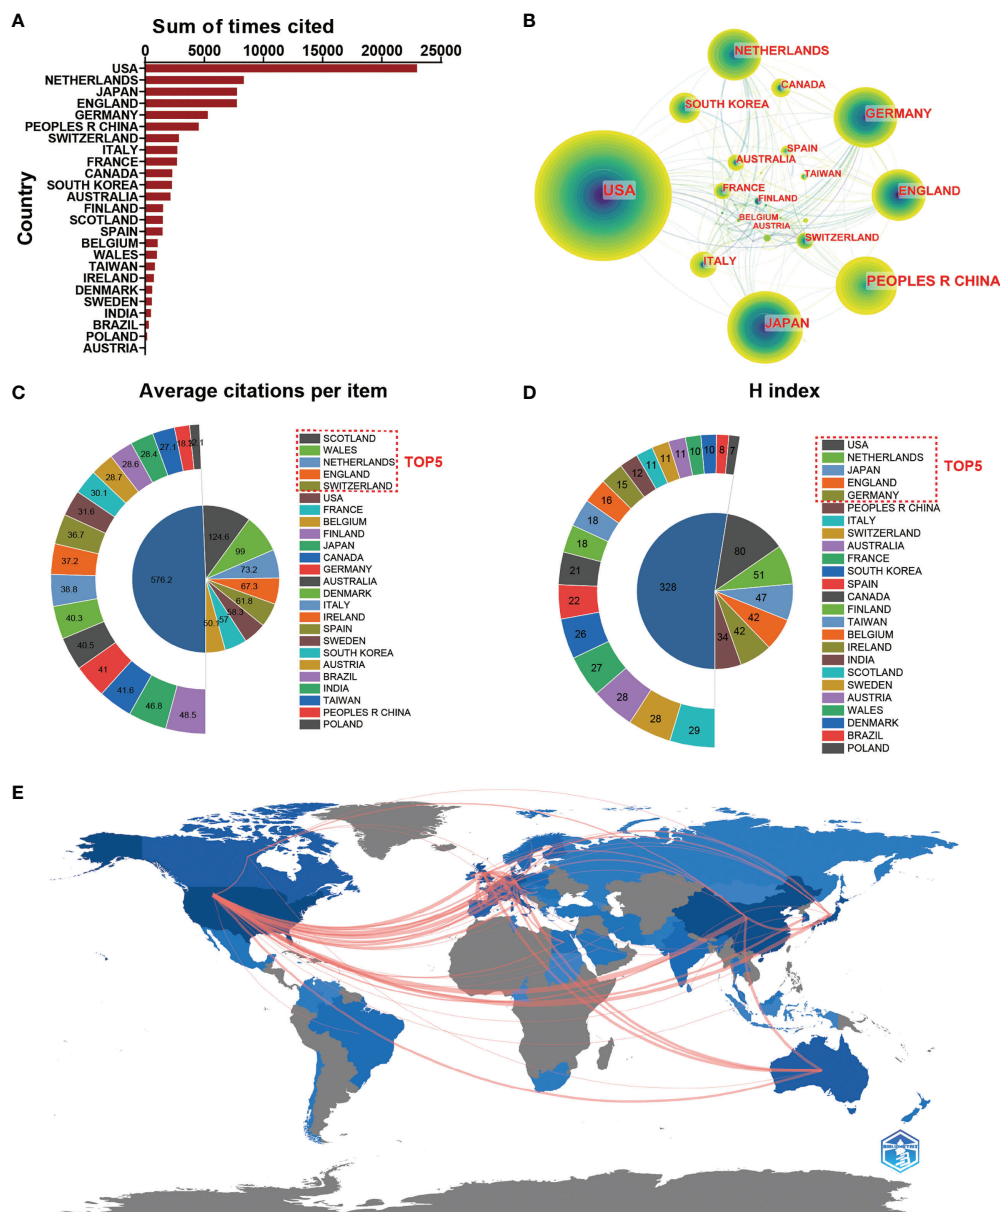 A
Sum of times cited
0 5000 10000 15000 20000 25000
Country
USA
NETHERLANDS
JAPAN
ENGLAND
GERMANY
PEOPLES R CHINA
SWITZERLAND
ITALY
FRANCE
CANADA
SOUTH KOREA
AUSTRALIA
FINLAND
SCOTLAND
SPAIN
BELGIUM
WALES
TAIWAN
IRELAND
DENMARK
SWEDEN
INDIA
BRAZIL
POLAND
AUSTRIA
B
NETHERLANDS
CANADA
SOUTH KOREA
GERMANY
SPAIN
AUSTRALIA
TAIWAN
USA
FRANCE
ENGLAND
FINLAND
BELGIUM
AUSTRIA
SWITZERLAND
ITALY
PEOPLES R CHINA
JAPAN
C
Average citations per item
27.1
28.4
28.6
28.7
30.1
31.6
36.7
37.2
38.8
40.3
40.5
41
41.6
46.8
48.5
576.2
124.6
99
73.2
67.3
61.8
58.3
57
50.1
SCOTLAND
WALES
NETHERLANDS
ENGLAND
SWITZERLAND
TOP5
USA
FRANCE
BELGIUM
FINLAND
JAPAN
CANADA
GERMANY
AUSTRALIA
DENMARK
ITALY
IRELAND
SPAIN
SWEDEN
SOUTH KOREA
AUSTRIA
BRAZIL
INDIA
TAIWAN
PEOPLES R CHINA
POLAND
D
H index
7
8
10
10
11
11
11
12
15
16
18
18
21
22
26
27
28
28
29
328
80
51
47
42
42
34
USA
NETHERLANDS
JAPAN
ENGLAND
GERMANY
TOP5
PEOPLES R CHINA
ITALY
SWITZERLAND
AUSTRALIA
FRANCE
SOUTH KOREA
SPAIN
CANADA
FINLAND
TAIWAN
BELGIUM
IRELAND
INDIA
SCOTLAND
SWEDEN
AUSTRIA
WALES
DENMARK
BRAZIL
POLAND
E